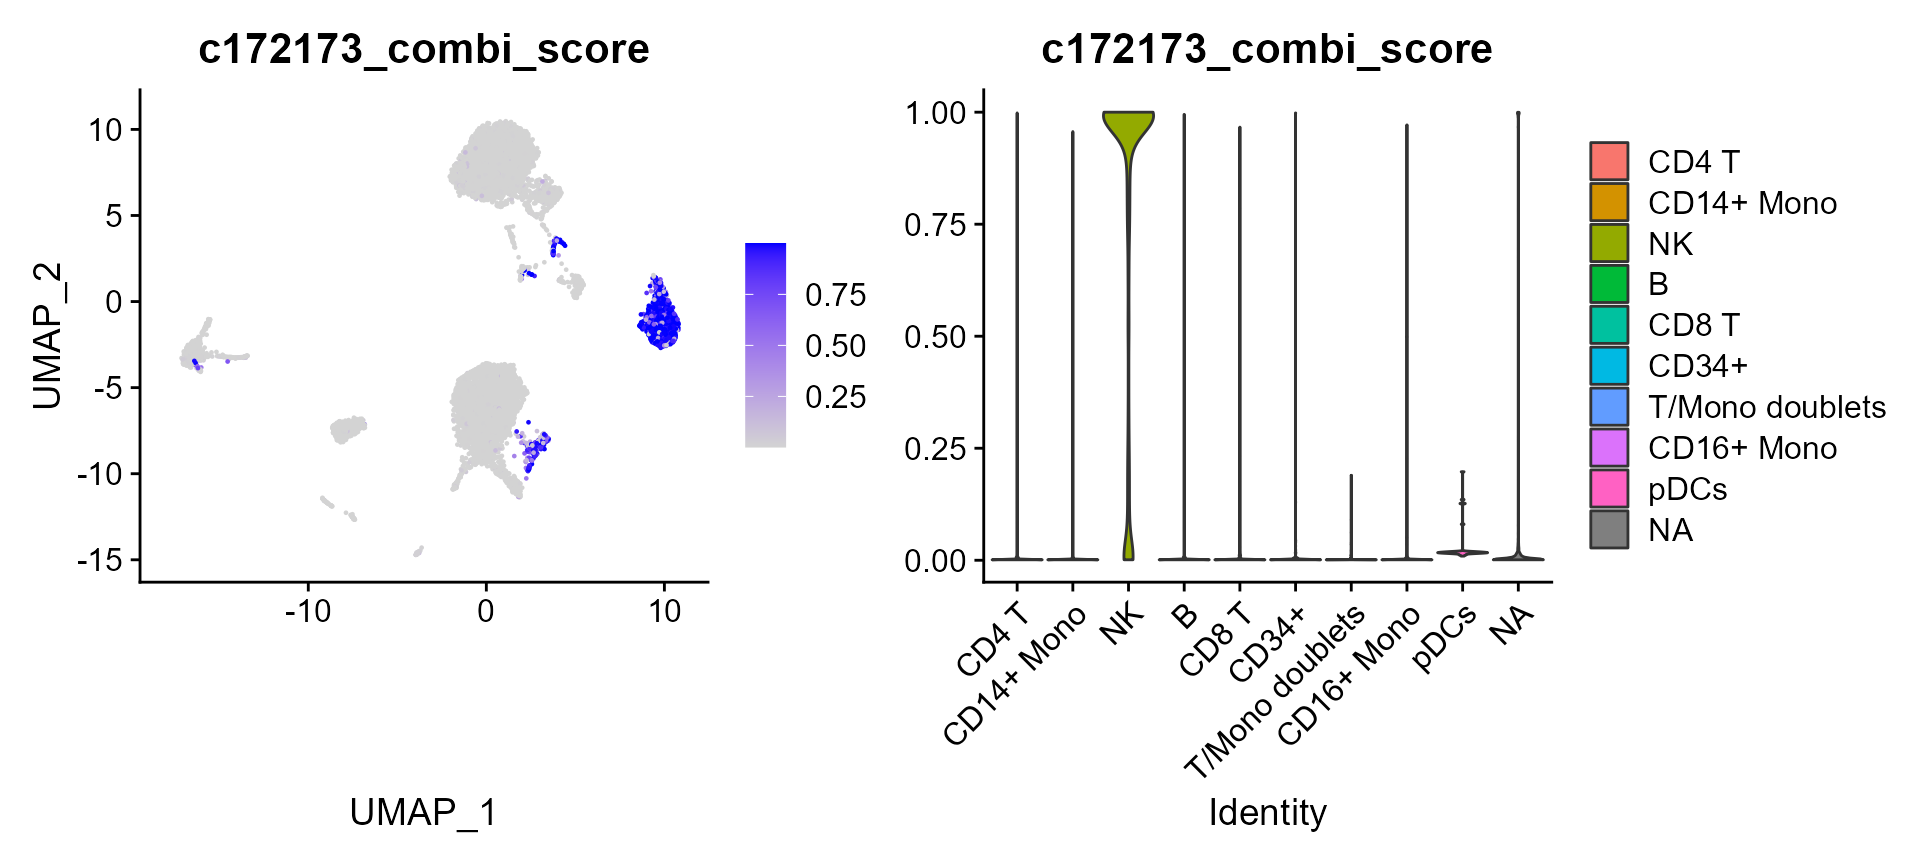 c172173_combi_score
10
5
0
-5
-10
-15
UMAP_2
-10
0
10
UMAP_1
0.75
0.50
0.25
c172173_combi_score
1.00
0.75
0.50
0.25
0.00
CD4 T
CD14+ Mono
NK
B
CD8 T
CD34+
T/Mono doublets
CD16+ Mono
pDCs
NA
Identity
CD4 T
CD14+ Mono
NK
B
CD8 T
CD34+
T/Mono doublets
CD16+ Mono
pDCs
NA